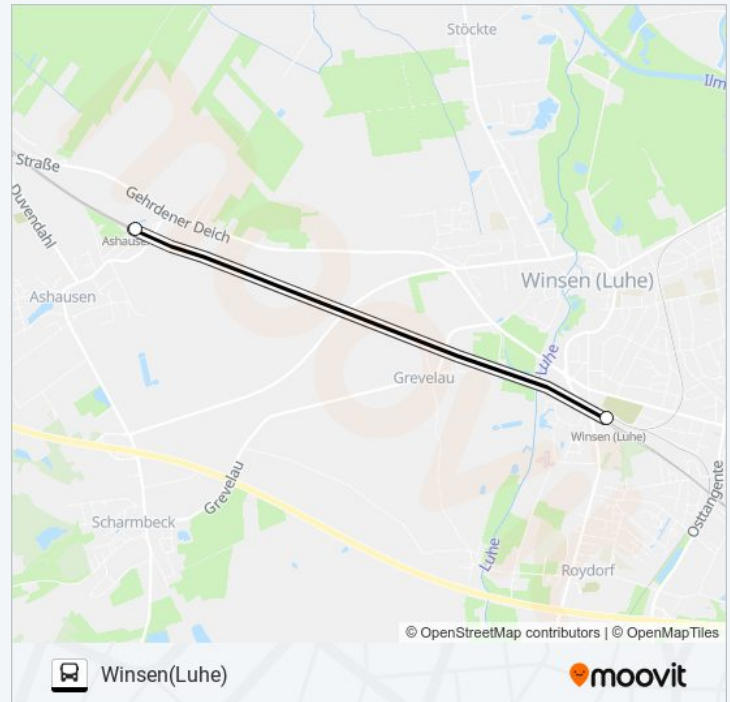 Stöckte
Ilm
Straße
Gehrdener Deich
Duvendahl
Ashausen
Ashausen
Winsen (Luhe)
Luhe
Grevelau
Winsen (Luhe)
Grevelau
Osttangente
Scharmbeck
Luhe
Roydorf
© OpenStreetMap contributors | © OpenMapTiles
Winsen(Luhe)
moovit